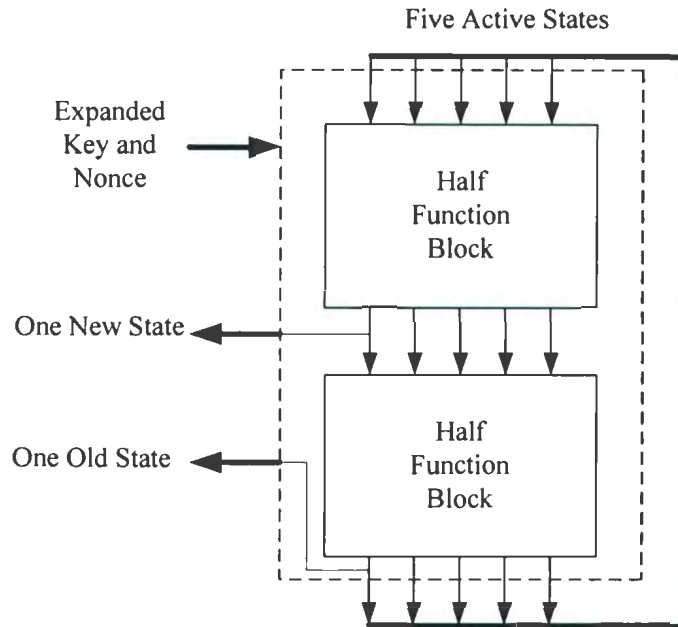 Five Active States
Expanded
Key and
Nonce
Half
Function
Block
One New State
Half
Function
Block
One Old State